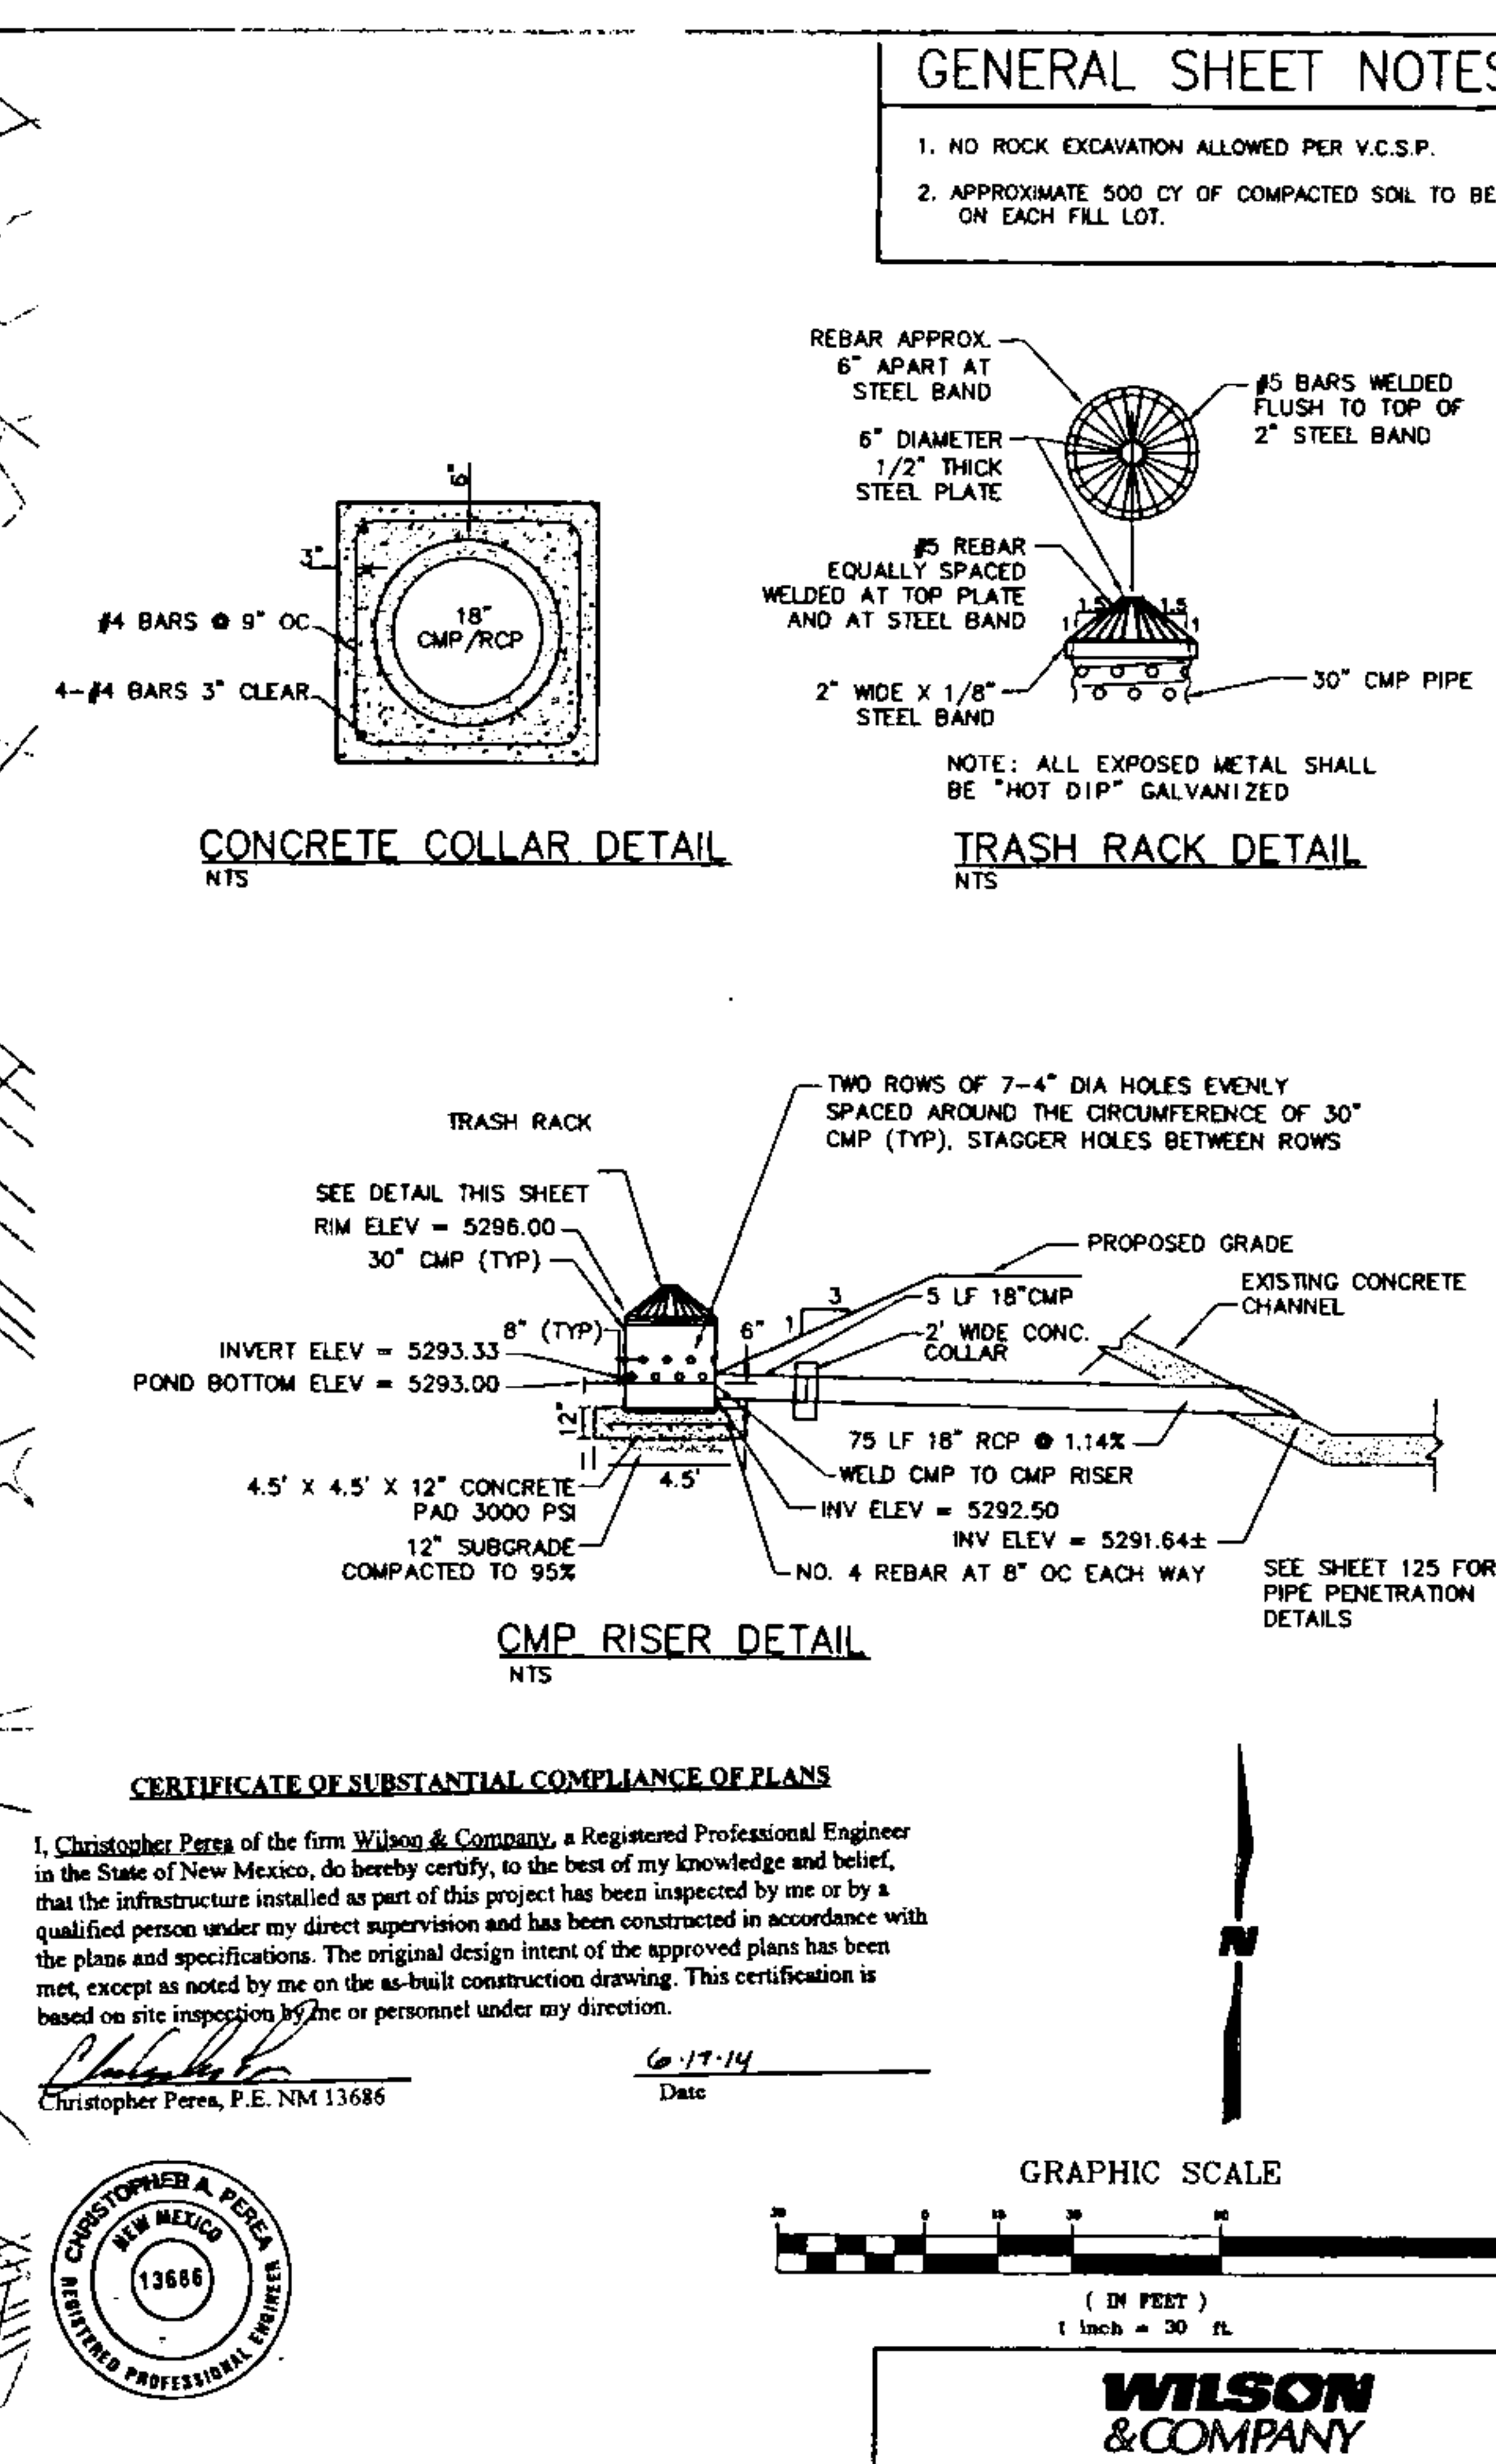 GENERAL SHEET NOTES
1. NO ROCK EXCAVATION ALLOWED PER V.C.S.P.
2. APPROXIMATE 500 CY OF COMPACTED SOIL TO BE
ON EACH FILL LOT.
REBAR APPROX.
6" APART AT
STEEL BAND
#5 BARS WELDED
FLUSH TO TOP OF
2" STEEL BAND
6" DIAMETER
1/2" THICK
STEEL PLATE
#5 REBAR
EQUALLY SPACED
WELDED AT TOP PLATE
AND AT STEEL BAND
1.5
1.5
1
1
2" WIDE X 1/8"
STEEL BAND
30" CMP PIPE
NOTE: ALL EXPOSED METAL SHALL
BE "HOT DIP" GALVANIZED
TRASH RACK DETAIL
NTS
6"
3"
18"
CMP/RCP
#4 BARS @ 9" OC
4-#4 BARS 3" CLEAR
CONCRETE COLLAR DETAIL
NTS
TWO ROWS OF 7-4" DIA HOLES EVENLY
SPACED AROUND THE CIRCUMFERENCE OF 30"
CMP (TYP), STAGGER HOLES BETWEEN ROWS
TRASH RACK
SEE DETAIL THIS SHEET
RIM ELEV = 5296.00
30" CMP (TYP)
8" (TYP)
INVERT ELEV = 5293.33
POND BOTTOM ELEV = 5293.00
12"
4.5'
4.5' X 4.5' X 12" CONCRETE
PAD 3000 PSI
12" SUBGRADE
COMPACTED TO 95%
6"
1
3
PROPOSED GRADE
5 LF 18"CMP
2' WIDE CONC.
COLLAR
EXISTING CONCRETE
CHANNEL
75 LF 18" RCP @ 1.14%
WELD CMP TO CMP RISER
INV ELEV = 5292.50
INV ELEV = 5291.64±
NO. 4 REBAR AT 8" OC EACH WAY
SEE SHEET 125 FOR
PIPE PENETRATION
DETAILS
CMP RISER DETAIL
NTS
CERTIFICATE OF SUBSTANTIAL COMPLIANCE OF PLANS
I, Christopher Perea of the firm Wilson & Company, a Registered Professional Engineer
in the State of New Mexico, do hereby certify, to the best of my knowledge and belief,
that the infrastructure installed as part of this project has been inspected by me or by a
qualified person under my direct supervision and has been constructed in accordance with
the plans and specifications. The original design intent of the approved plans has been
met, except as noted by me on the as-built construction drawing. This certification is
based on site inspection by me or personnel under my direction.
6-17-14
Christopher Perea, P.E. NM 13686
Date
CHRISTOPHER A. PEREA
NEW MEXICO
13686
REGISTERED PROFESSIONAL ENGINEER
N
GRAPHIC SCALE
30 0 15 30 60
( IN FEET )
1 inch = 30 ft.
WILSON
&COMPANY